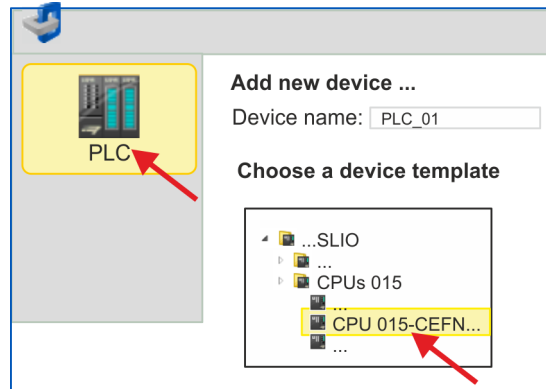 PLC
Add new device ...
Device name: PLC_01
Choose a device template
...SLIO
...
CPUs 015
...
CPU 015-CEFN...
...